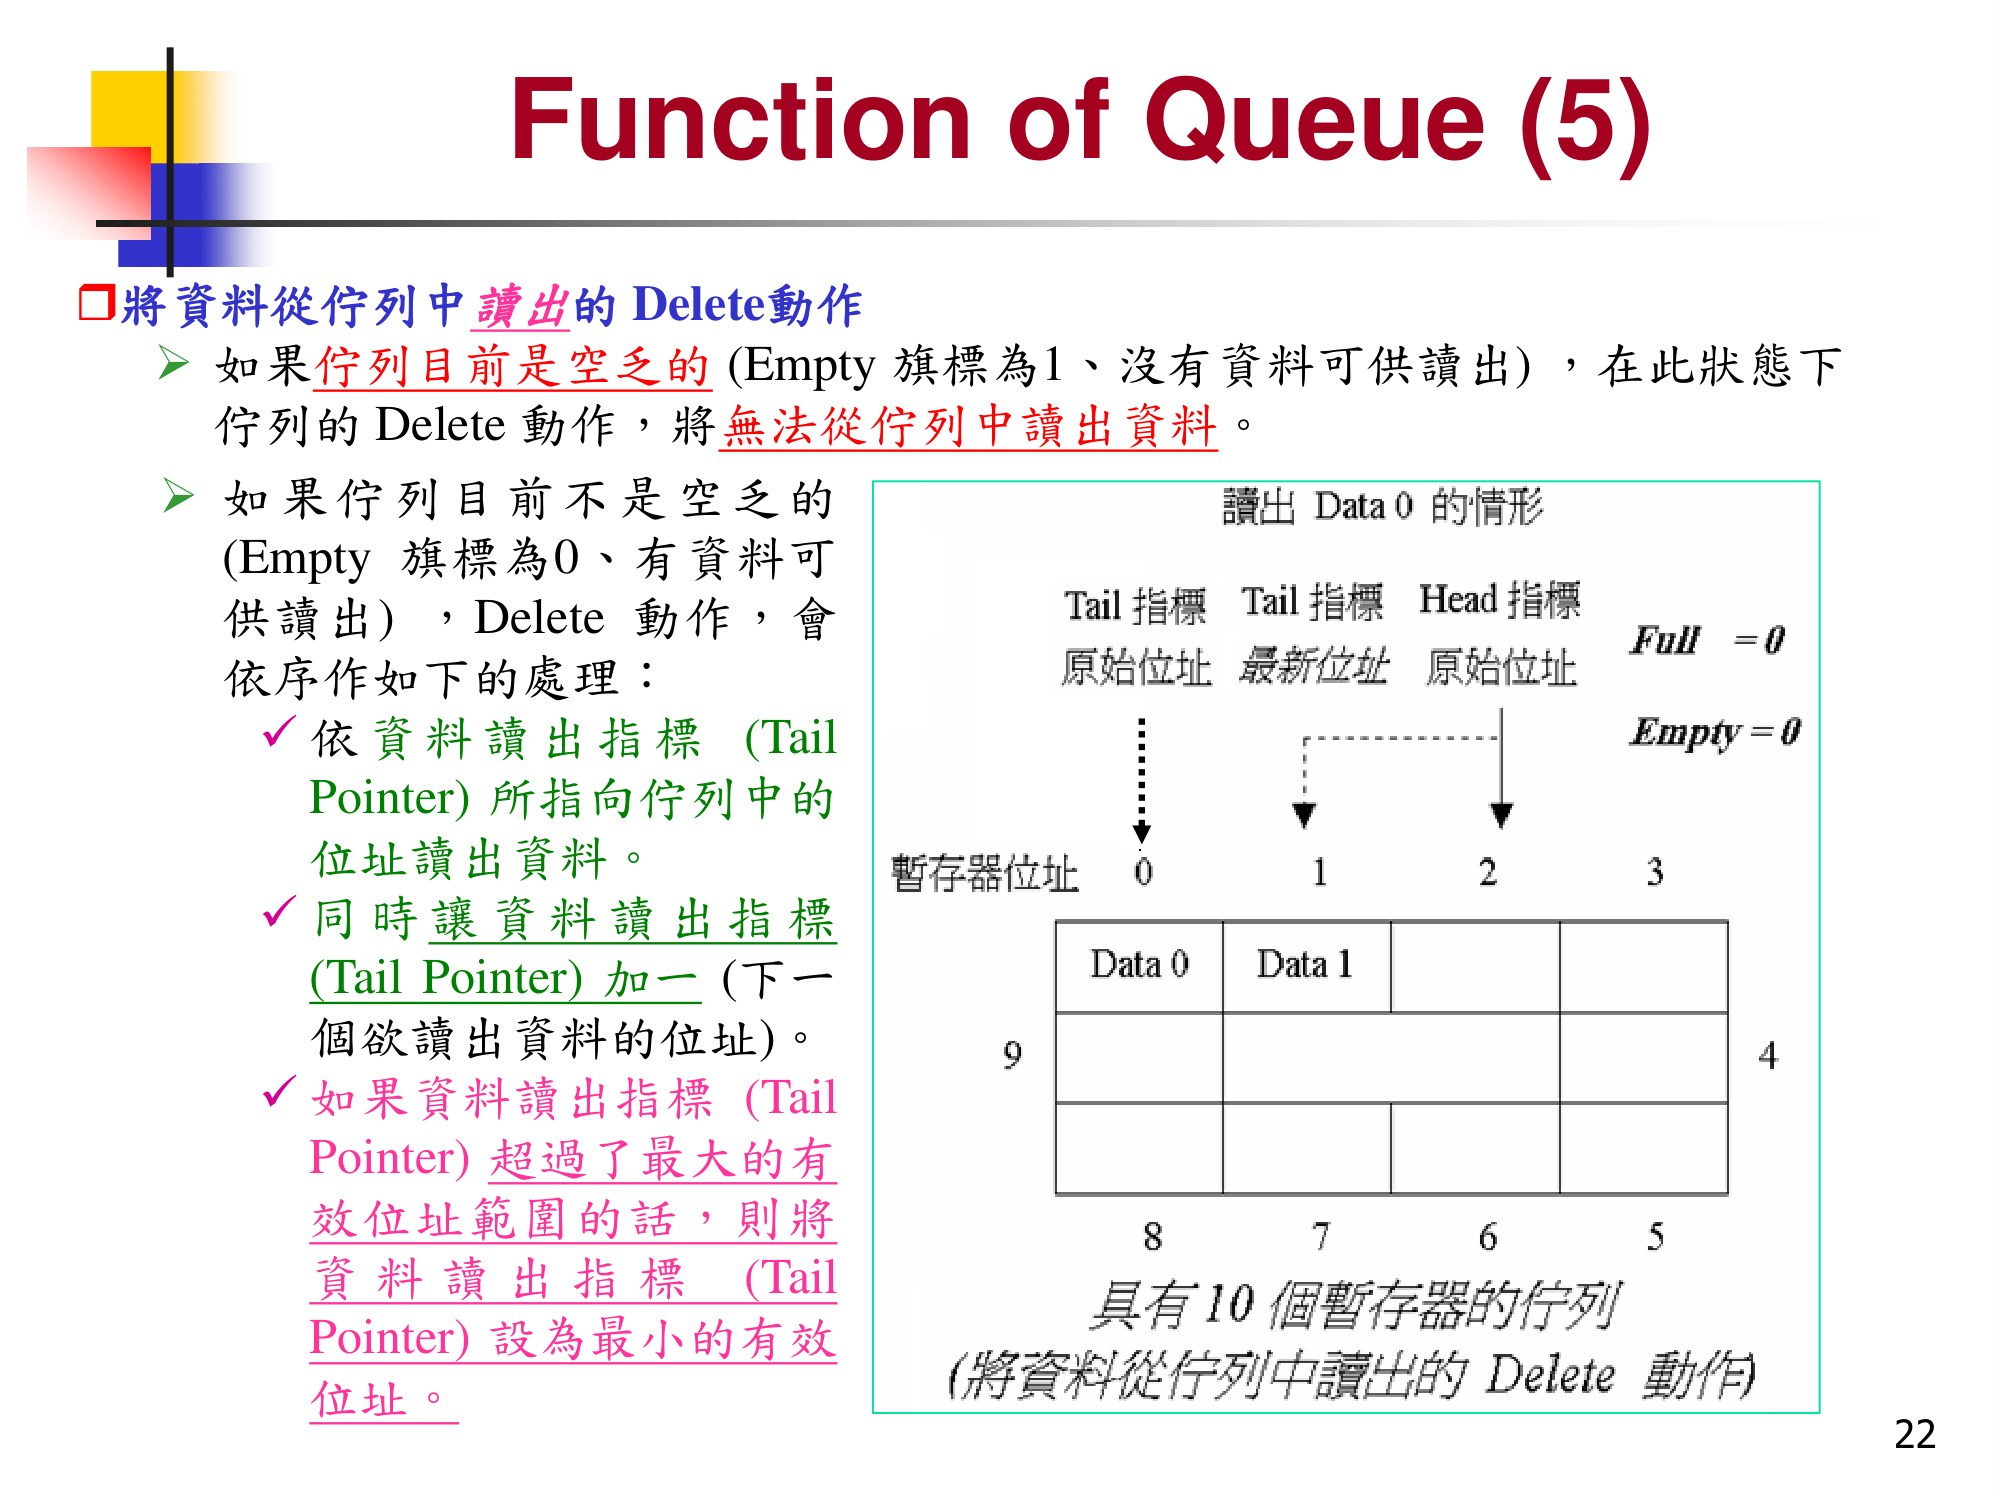 Function of Queue (5)
將資料從佇列中讀出的 Delete動作
如果佇列目前是空乏的 (Empty 旗標為1、沒有資料可供讀出) ，在此狀態下
佇列的 Delete 動作，將無法從佇列中讀出資料。
如果佇列目前不是空乏的
(Empty 旗標為0、有資料可
供讀出) ，Delete 動作，會
依序作如下的處理：
依資料讀出指標 (Tail
Pointer) 所指向佇列中的
位址讀出資料。
同時讓資料讀出指標
(Tail Pointer) 加一 (下一
個欲讀出資料的位址)。
如果資料讀出指標 (Tail
Pointer) 超過了最大的有
效位址範圍的話，則將
資料讀出指標 (Tail
Pointer) 設為最小的有效
位址。
讀出 Data 0 的情形
Tail 指標 Tail 指標 Head 指標
原始位址 最新位址 原始位址
Full = 0
Empty = 0
暫存器位址 0 1 2 3
Data 0 Data 1
9 4
8 7 6 5
具有 10 個暫存器的佇列
(將資料從佇列中讀出的 Delete 動作)
22